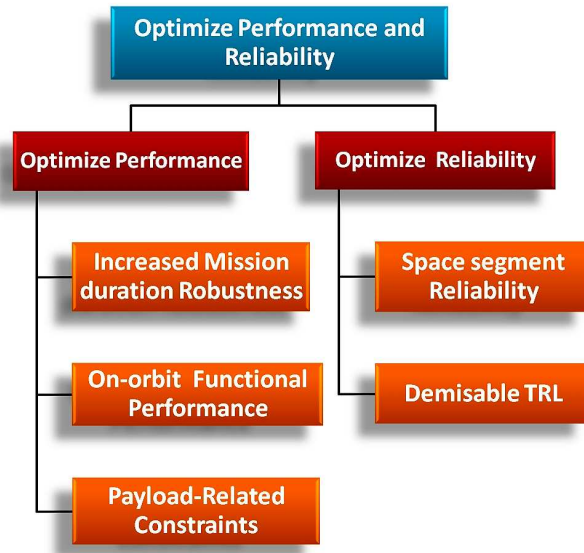 Optimize Performance and
Reliability
Optimize Performance
Optimize Reliability
Increased Mission
duration Robustness
On-orbit Functional
Performance
Payload-Related
Constraints
Space segment
Reliability
Demisable TRL